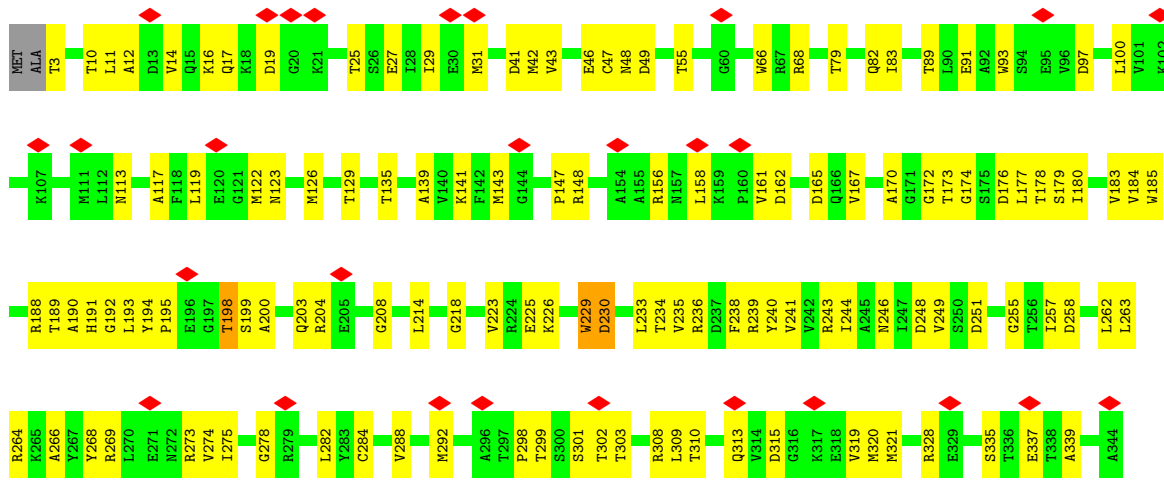 MET ALA T3 T10 L11 A12 D13 V14 Q15 K16 Q17 K18 D19 G20 K21 T25 S26 E27 I28 I29 E30 M31 D41 M42 V43 E46 C47 N48 D49 T55 G60 W66 R67 R68 T79 Q82 I83 T89 L90 E91 A92 W93 S94 E95 V96 D97 L100 V101 K102
K107 M111 L112 N113 A117 F118 L119 E120 G121 M122 N123 M126 T129 T135 A139 V140 K141 F142 M143 G144 P147 R148 A154 A155 R156 N157 L158 K159 P160 V161 D162 D165 Q166 V167 A170 G171 G172 T173 G174 S175 D176 L177 T178 S179 I180 V183 V184 W185
R188 T189 A190 H191 G192 L193 Y194 P195 E196 G197 T198 S199 A200 Q203 R204 E205 G208 L214 G218 V223 R224 E225 K226 W229 D230 L233 T234 V235 R236 D237 F238 R239 Y240 V241 V242 R243 I244 A245 N246 I247 D248 V249 S250 D251 G255 T256 I257 D258 L262 L263
R264 K265 A266 Y267 Y268 R269 L270 E271 N272 R273 V274 I275 G278 R279 L282 Y283 C284 V288 M292 A296 T297 P298 T299 S300 S301 T302 T303 R308 L309 T310 Q313 V314 D315 G316 K317 E318 V319 M320 M321 R328 E329 S335 T336 E337 T338 A339 A344